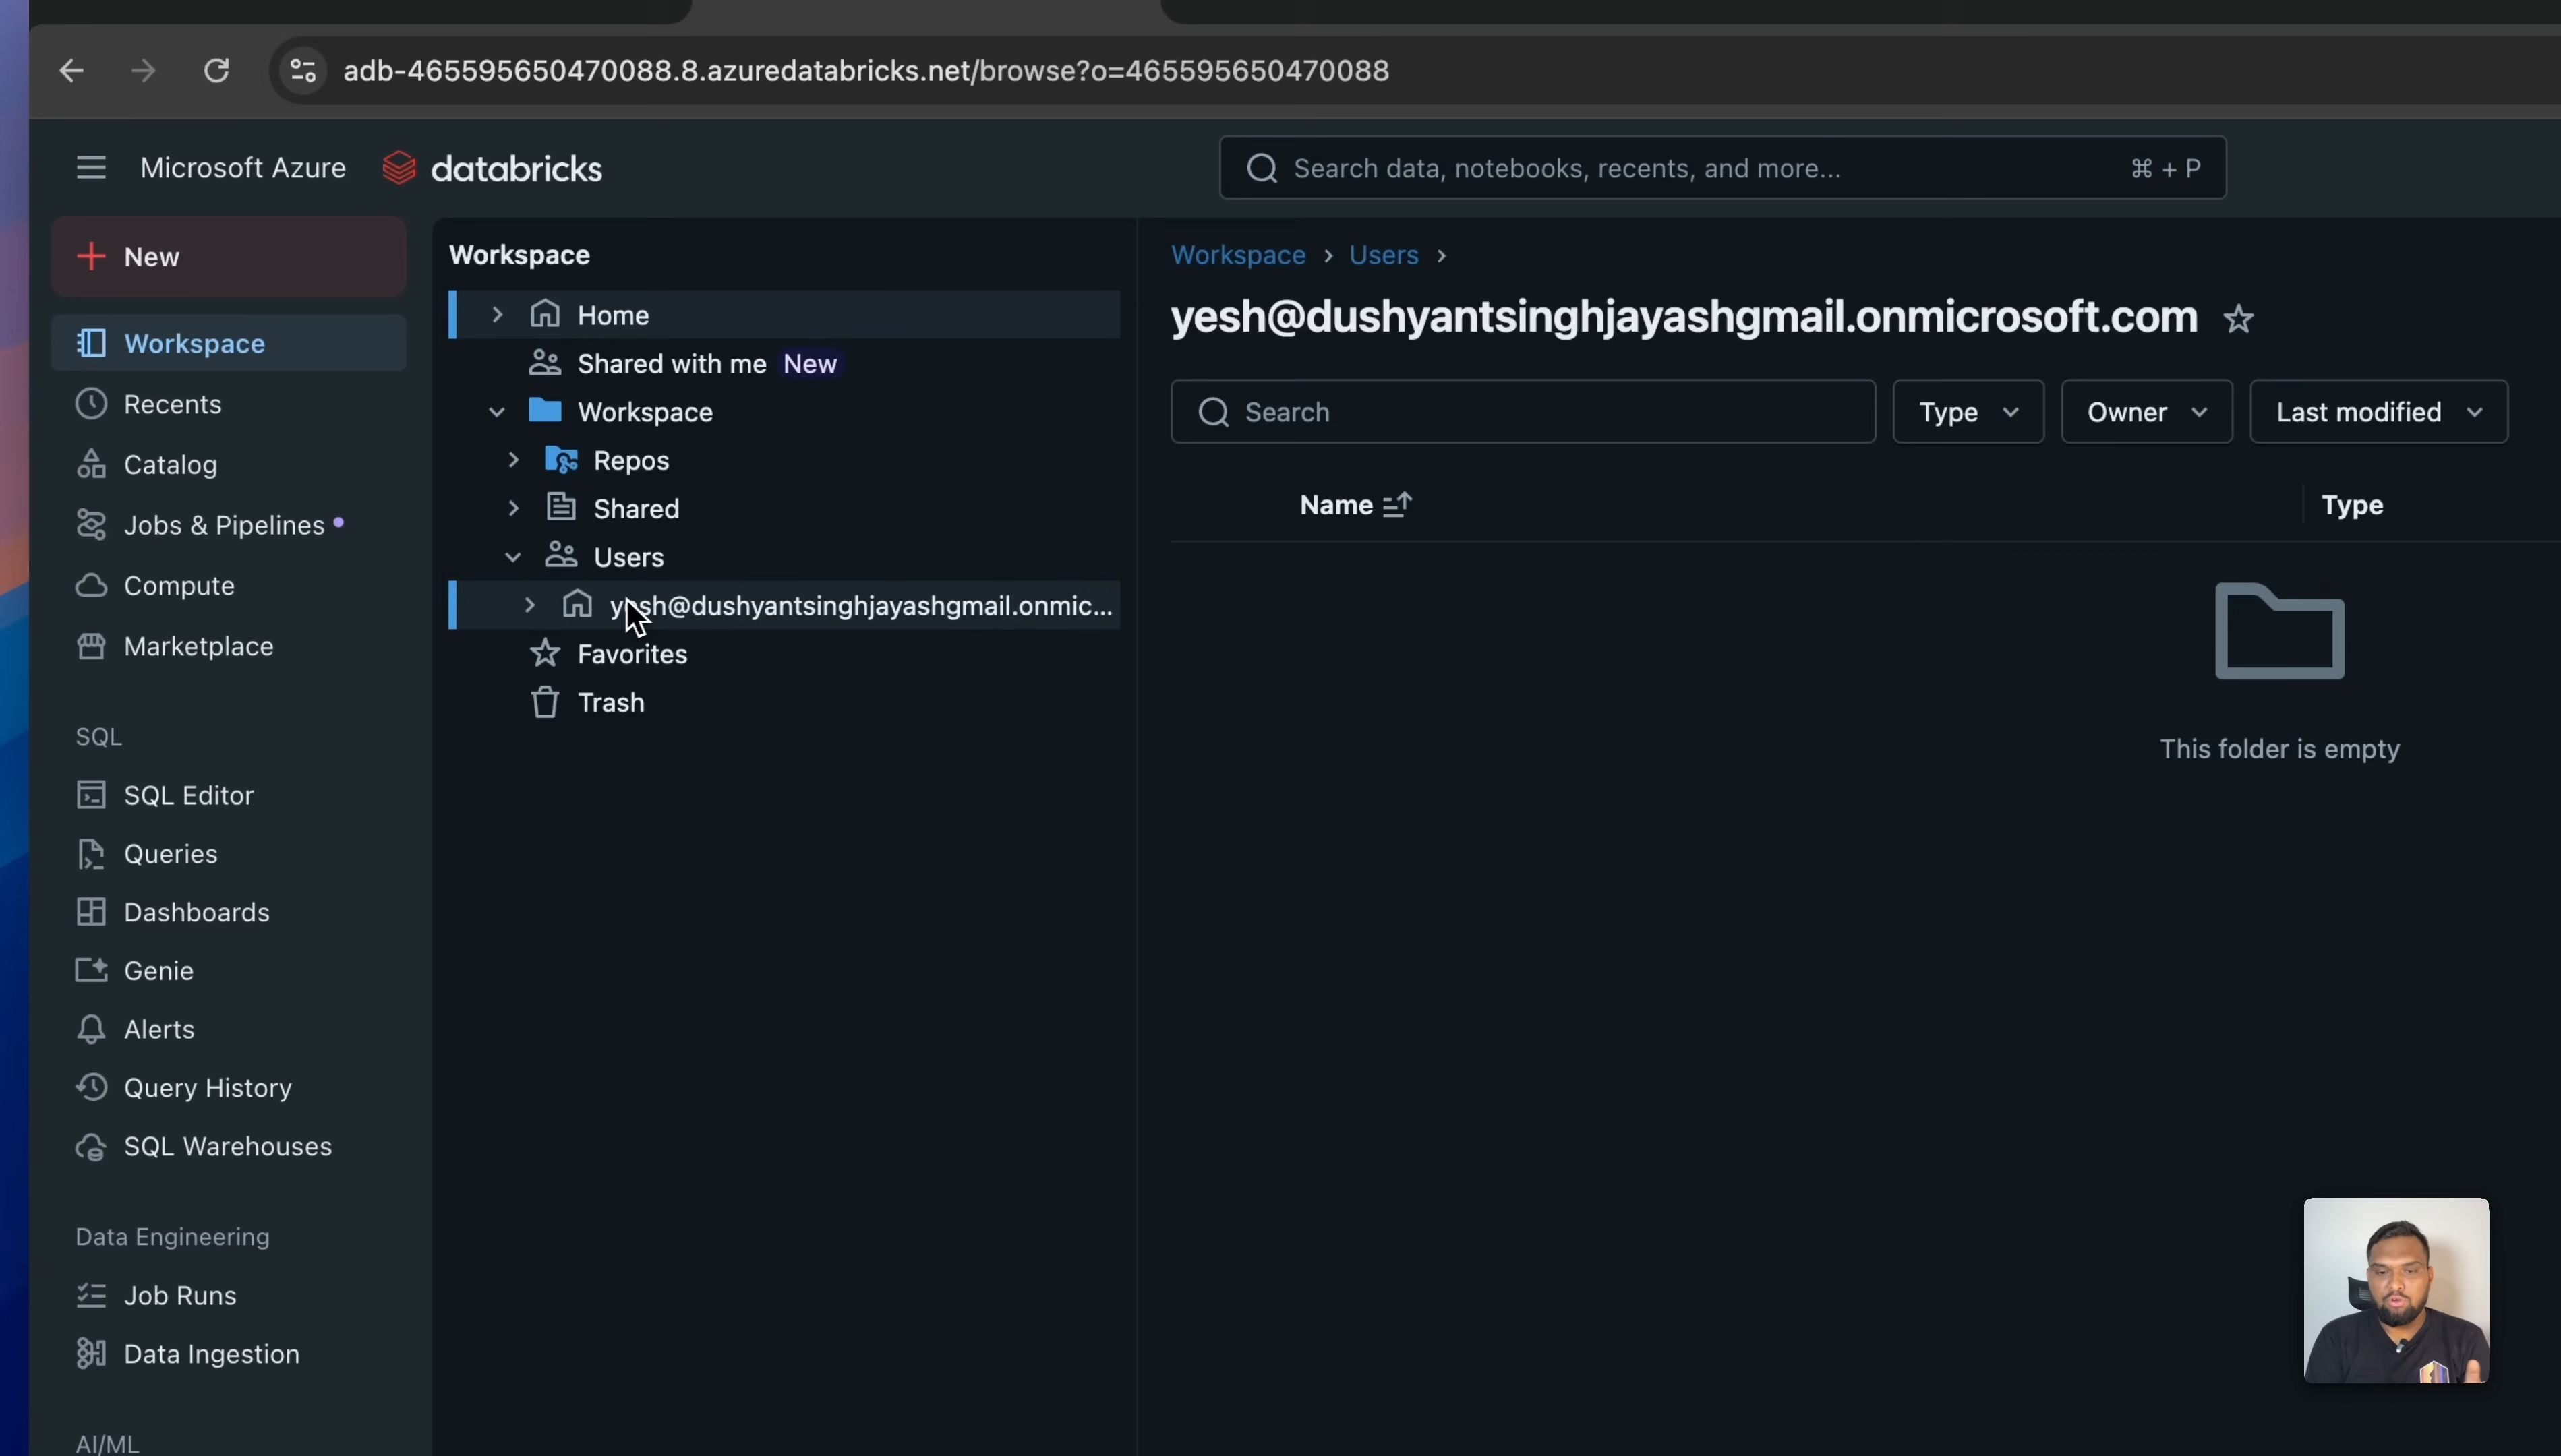 adb-465595650470088.8.azuredatabricks.net/browse?o=465595650470088
Microsoft Azure databricks
Search data, notebooks, recents, and more... ⌘ + P
New
Workspace
Recents
Catalog
Jobs & Pipelines
Compute
Marketplace
SQL
SQL Editor
Queries
Dashboards
Genie
Alerts
Query History
SQL Warehouses
Data Engineering
Job Runs
Data Ingestion
AI/ML
Workspace
Home
Shared with me New
Workspace
Repos
Shared
Users
yesh@dushyantsinghjayashgmail.onmic...
Favorites
Trash
Workspace > Users >
yesh@dushyantsinghjayashgmail.onmicrosoft.com
Search Type Owner Last modified
Name Type
This folder is empty